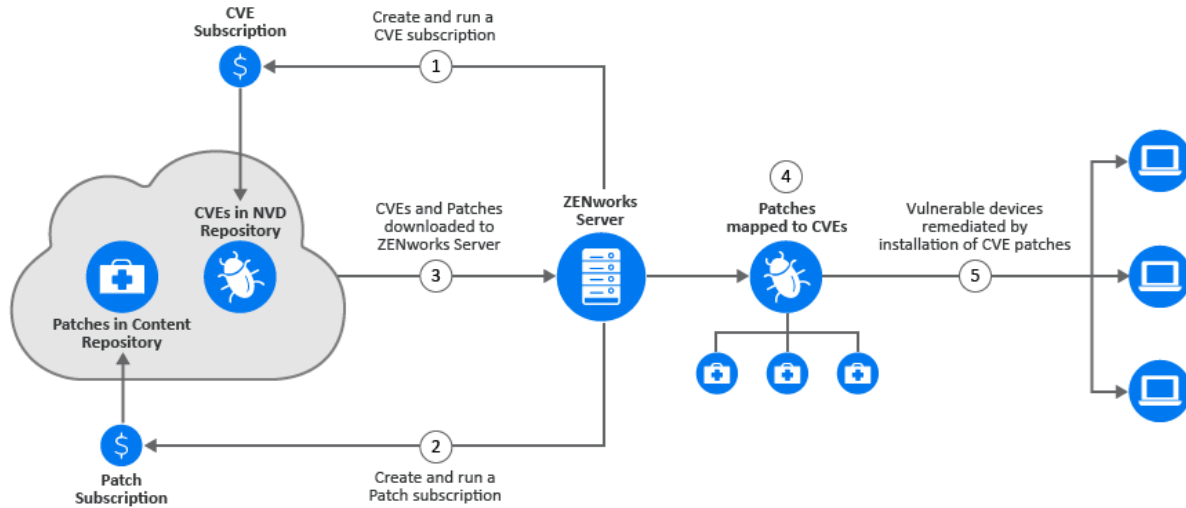 CVE
Subscription
$
Create and run a
CVE subscription
1
CVEs in NVD
Repository
Patches in Content
Repository
CVEs and Patches
downloaded to
ZENworks Server
3
ZENworks
Server
4
Patches
mapped to CVEs
Vulnerable devices
remediated by
installation of CVE patches
5
$
Patch
Subscription
2
Create and run a
Patch subscription